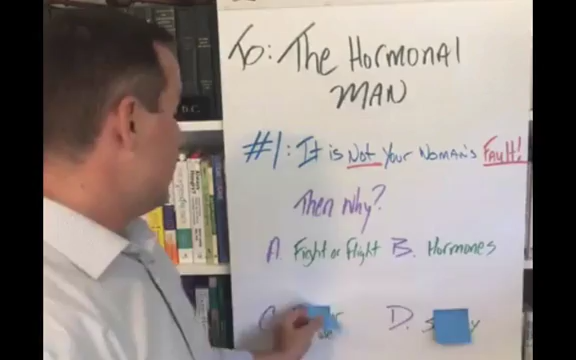 To: The Hormonal
MAN
#1: It is Not Your Woman's Fault!
Then Why?
A. Fight or Flight B. Hormones
C. D.